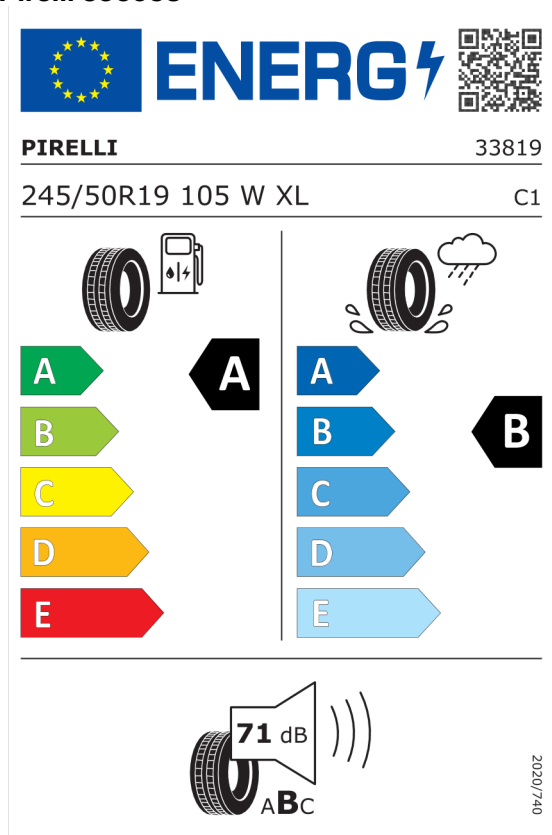 ENERG
PIRELLI 33819
245/50R19 105 W XL C1
A A
B
C
D
E
A
B B
C
D
E
71 dB
ABC
2020/740